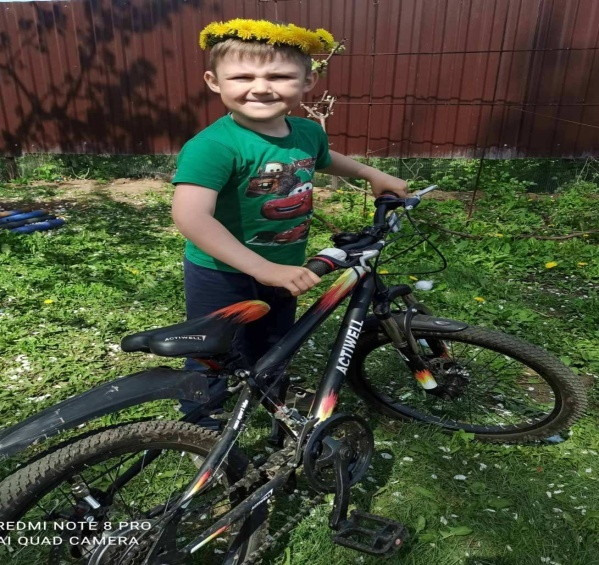 ACTIWELL
ACTIWELL
REDMI NOTE 8 PRO
AI QUAD CAMERA